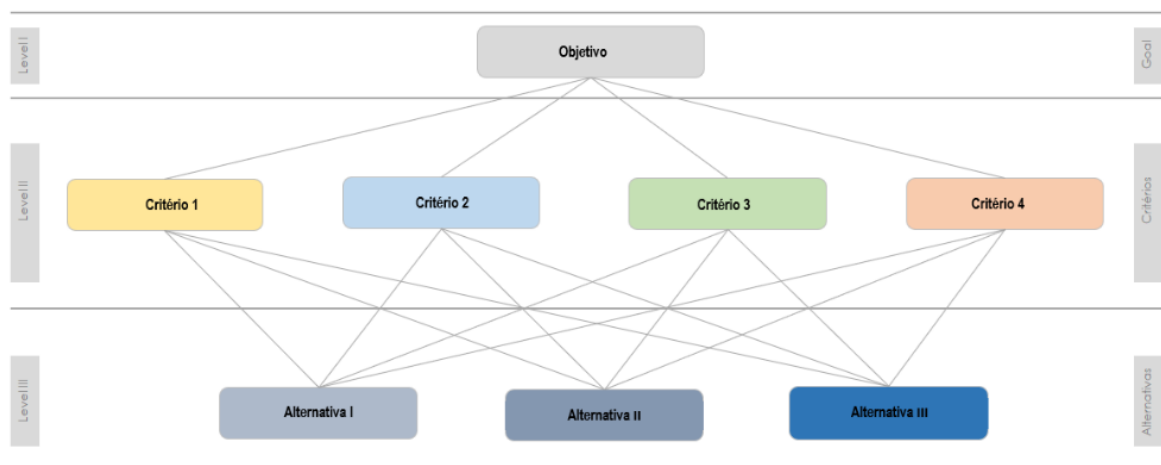 Level I
Objetivo
Goal
Level II
Critério 1
Critério 2
Critério 3
Critério 4
Critérios
Level III
Alternativa I
Alternativa II
Alternativa III
Alternativas